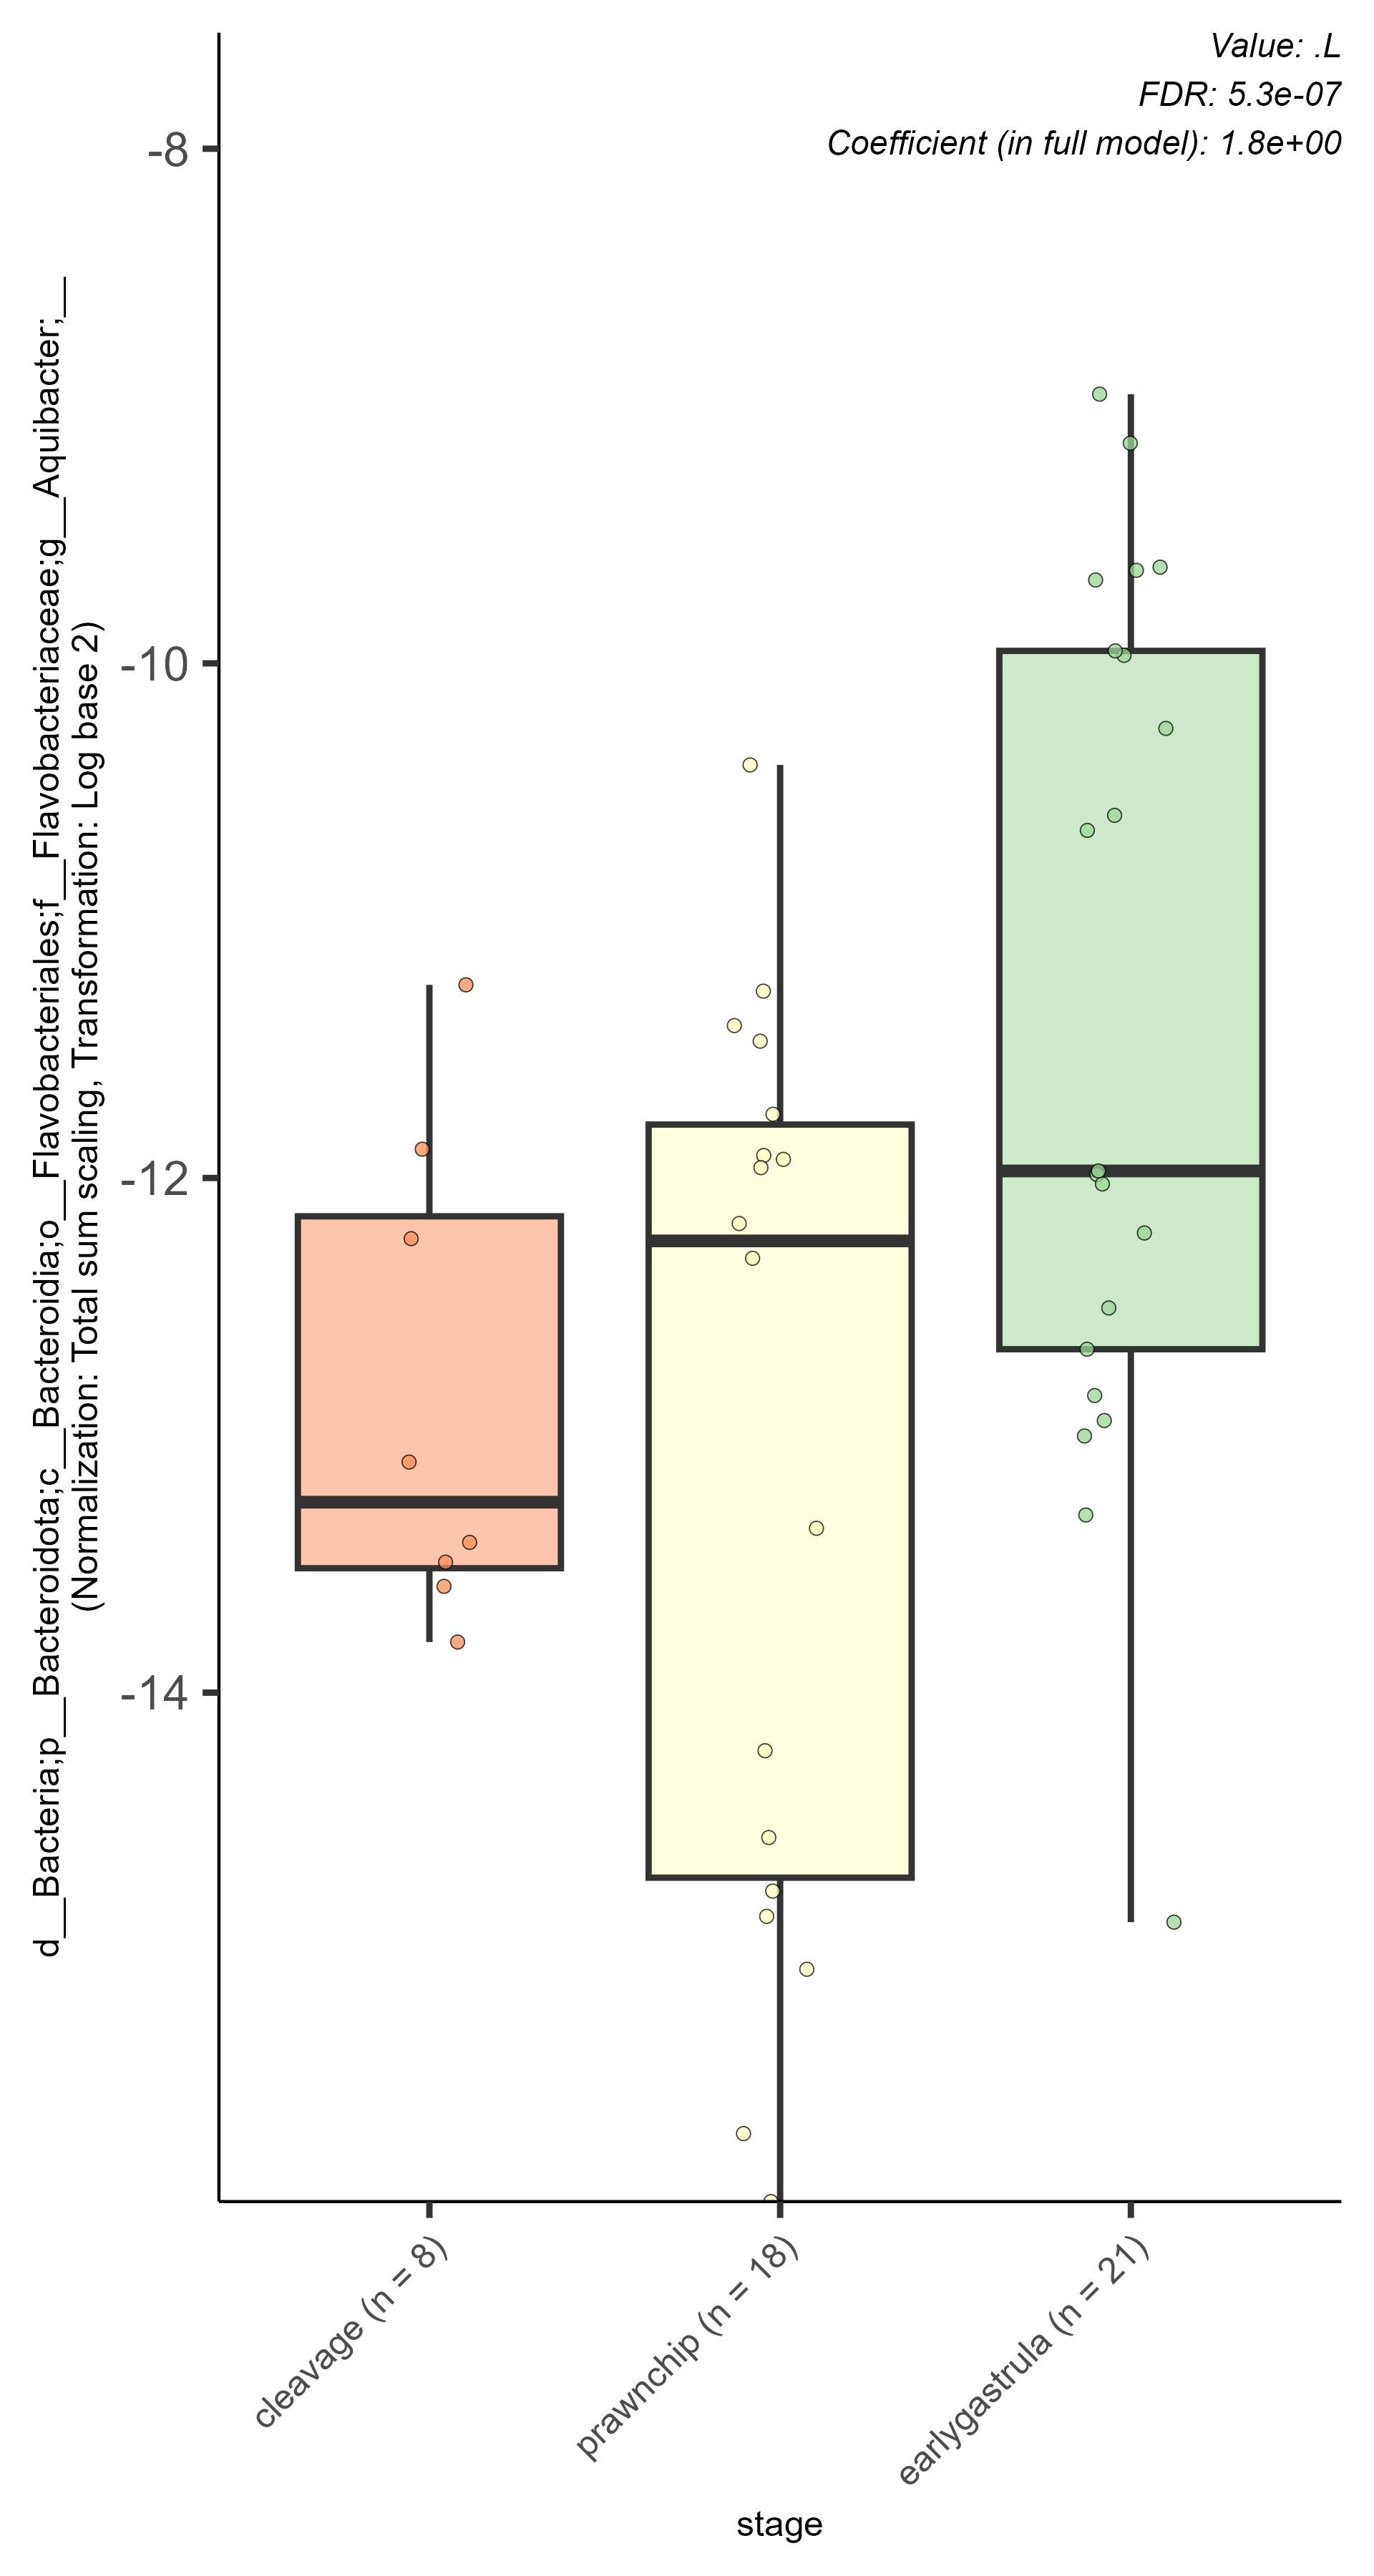 Value: .L
FDR: 5.3e-07
Coefficient (in full model): 1.8e+00
d__Bacteria;p__Bacteroidota;c__Bacteroidia;o__Flavobacteriales;f__Flavobacteriaceae;g__Aquibacter;__
(Normalization: Total sum scaling, Transformation: Log base 2)
-8
-10
-12
-14
cleavage (n = 8)
prawnchip (n = 18)
earlygastrula (n = 21)
stage